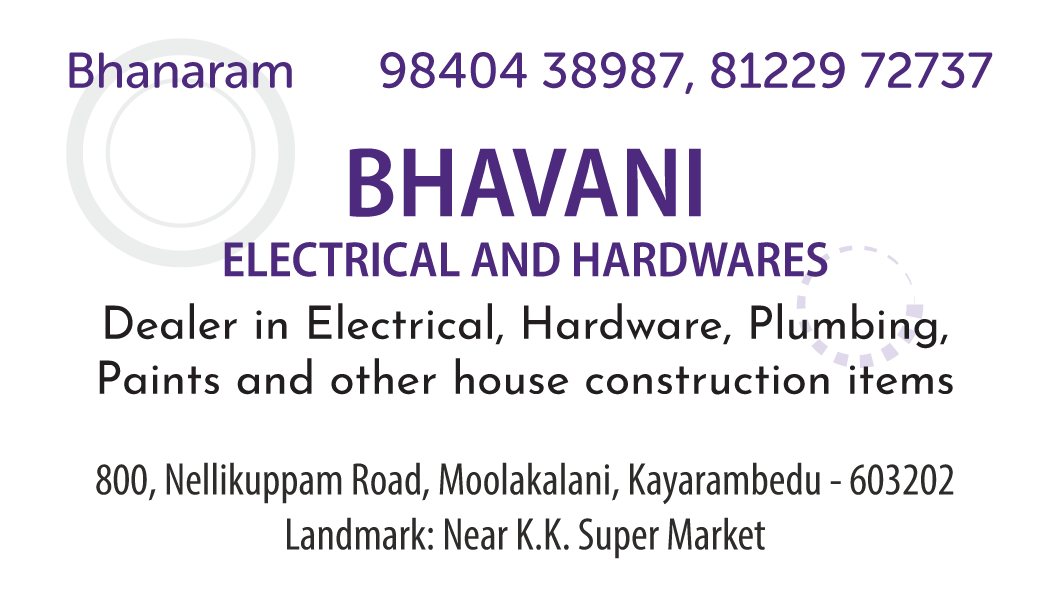 Bhanaram 98404 38987, 81229 72737
BHAVANI
ELECTRICAL AND HARDWARES
Dealer in Electrical, Hardware, Plumbing,
Paints and other house construction items
800, Nellikuppam Road, Moolakalani, Kayarambedu - 603202
Landmark: Near K.K. Super Market